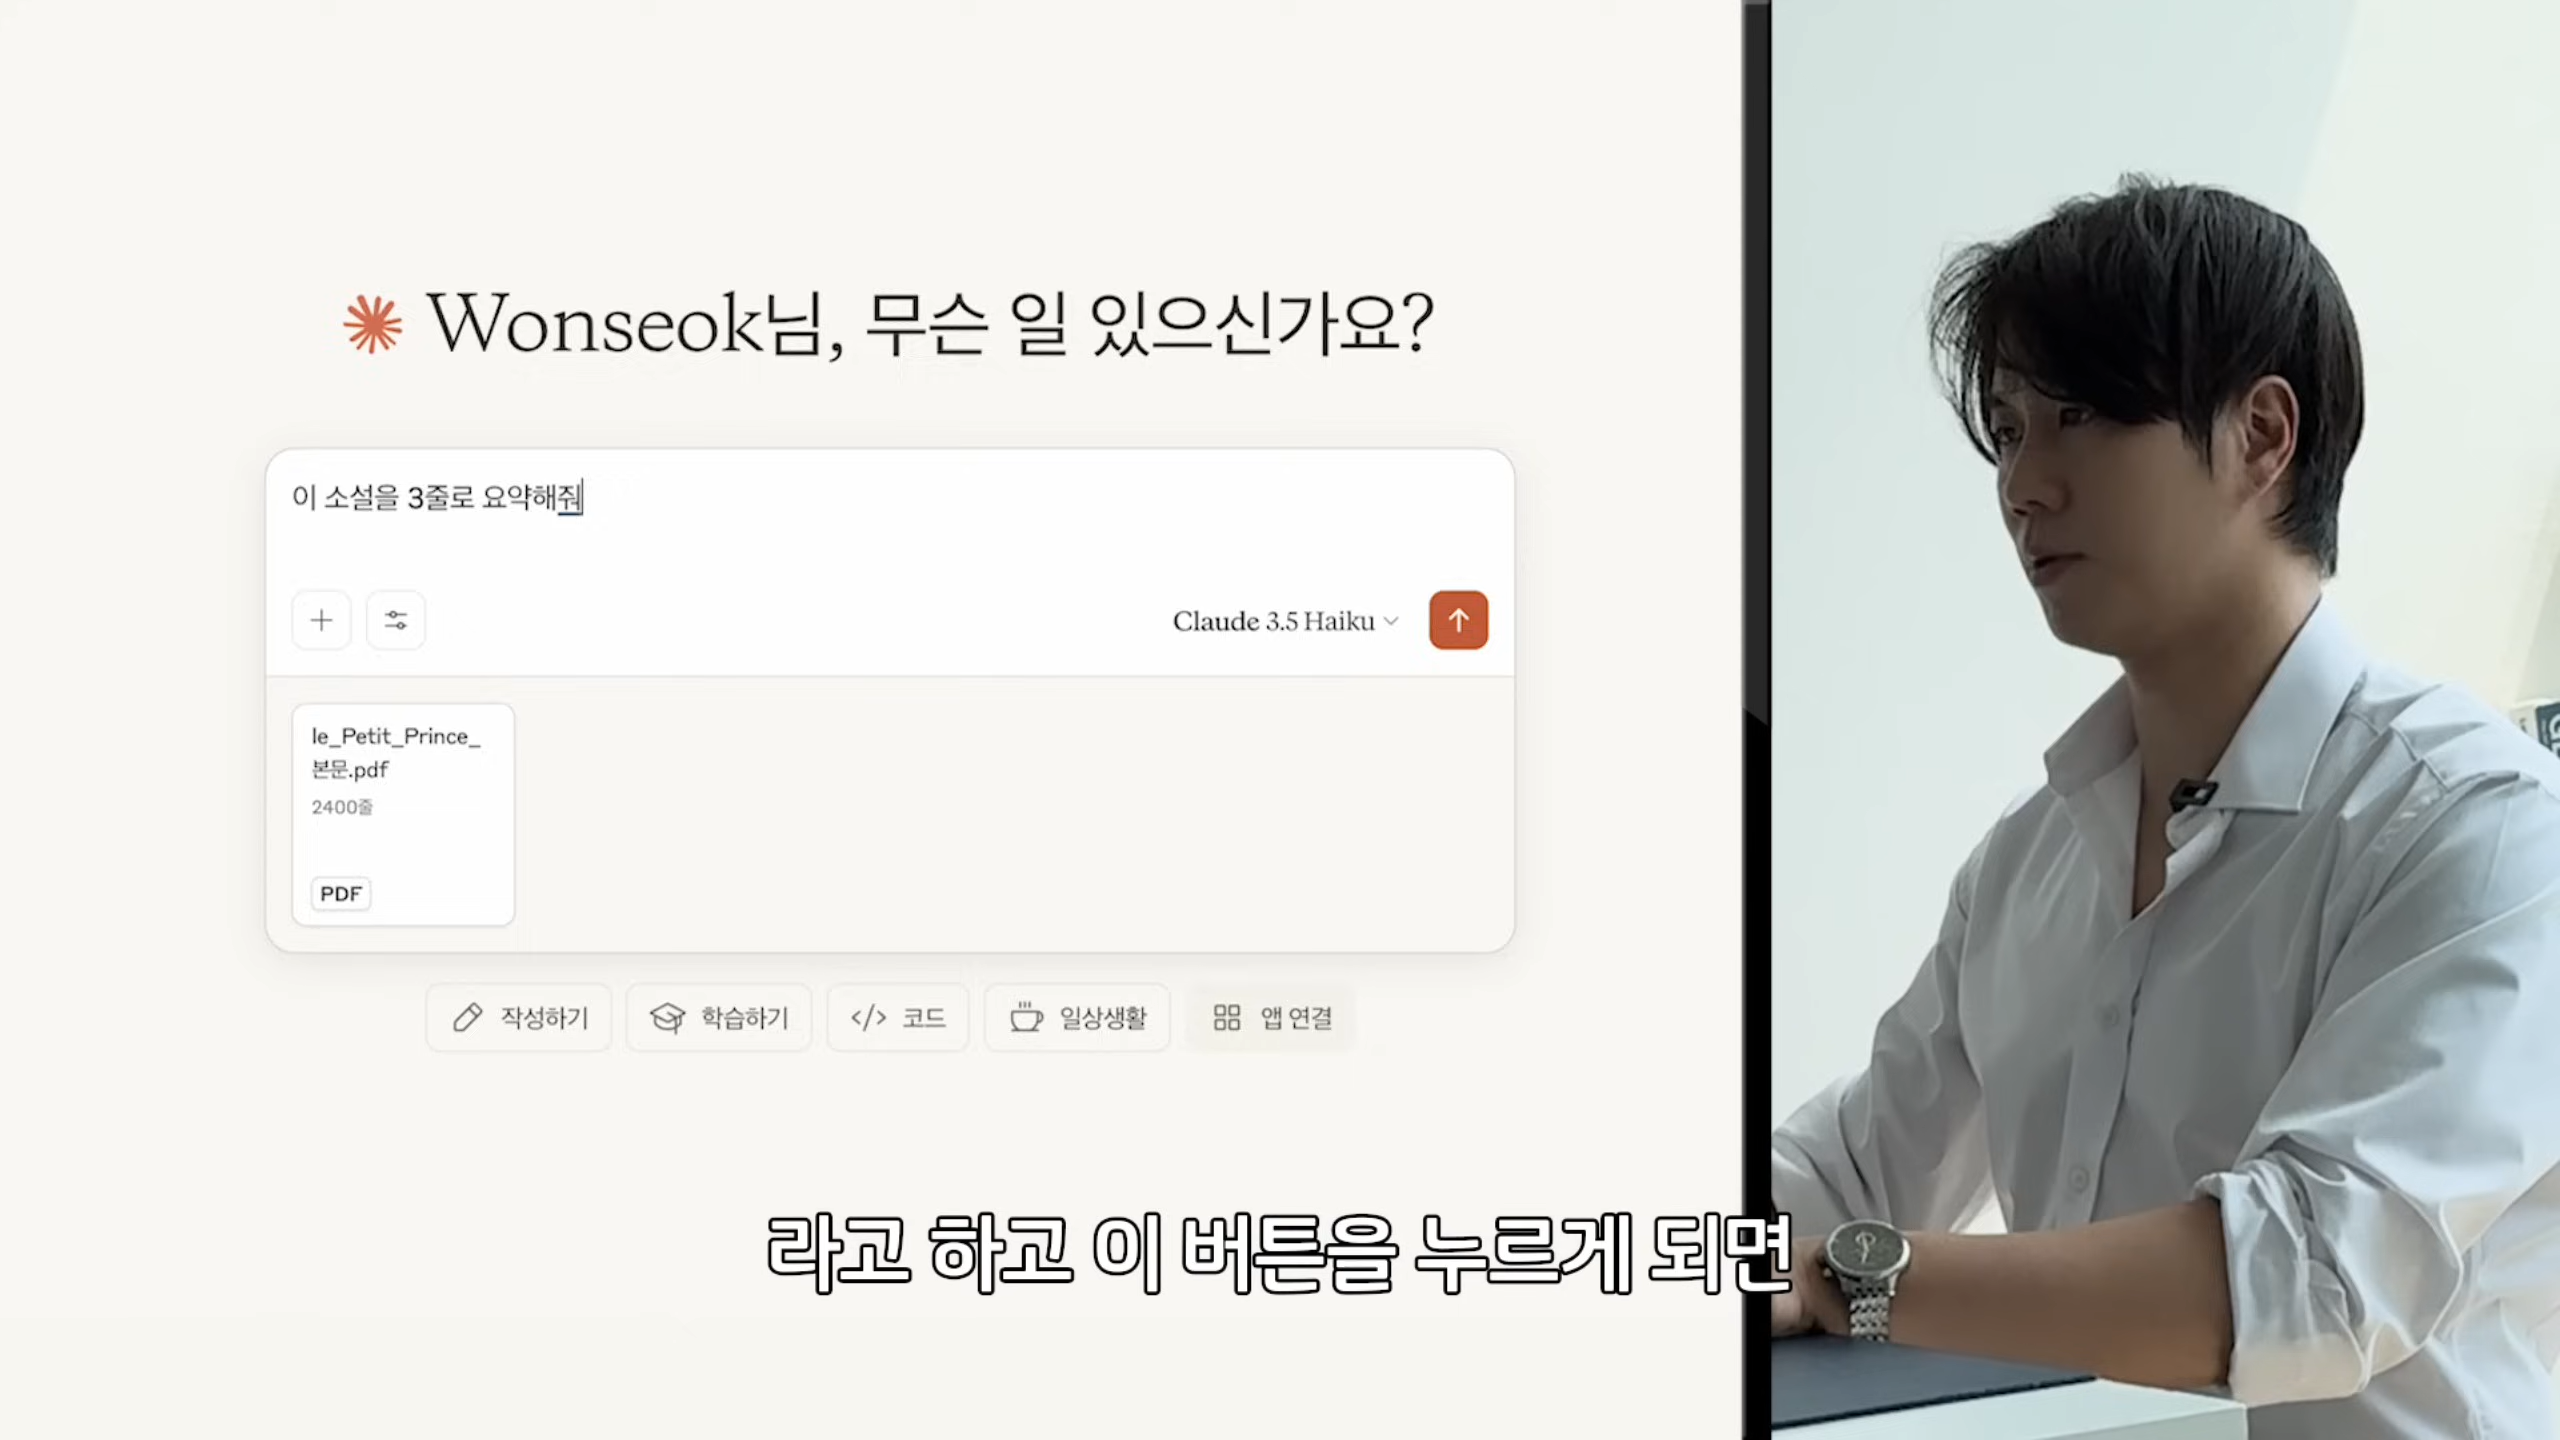 Wonseok님, 무슨 일 있으신가요?
이 소설을 3줄로 요약해줘
Claude 3.5 Haiku
le_Petit_Prince_
본문.pdf
2400줄
PDF
작성하기
학습하기
코드
일상생활
앱 연결
라고 하고 이 버튼을 누르게 되면